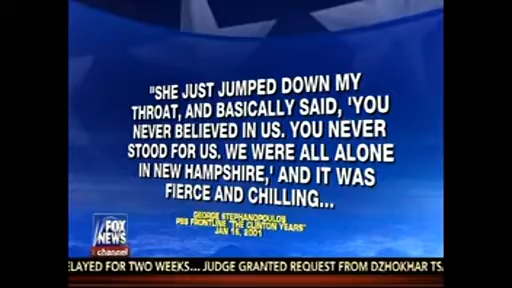 "SHE JUST JUMPED DOWN MY
THROAT, AND BASICALLY SAID, 'YOU
NEVER BELIEVED IN US. YOU NEVER
STOOD FOR US. WE WERE ALL ALONE
IN NEW HAMPSHIRE,' AND IT WAS
FIERCE AND CHILLING...
GEORGE STEPHANOPOULOS
PBS FRONTLINE "THE CLINTON YEARS"
JAN 16, 2001
FOX
NEWS
channel
ELAYED FOR TWO WEEKS... JUDGE GRANTED REQUEST FROM DZHOKHAR TS